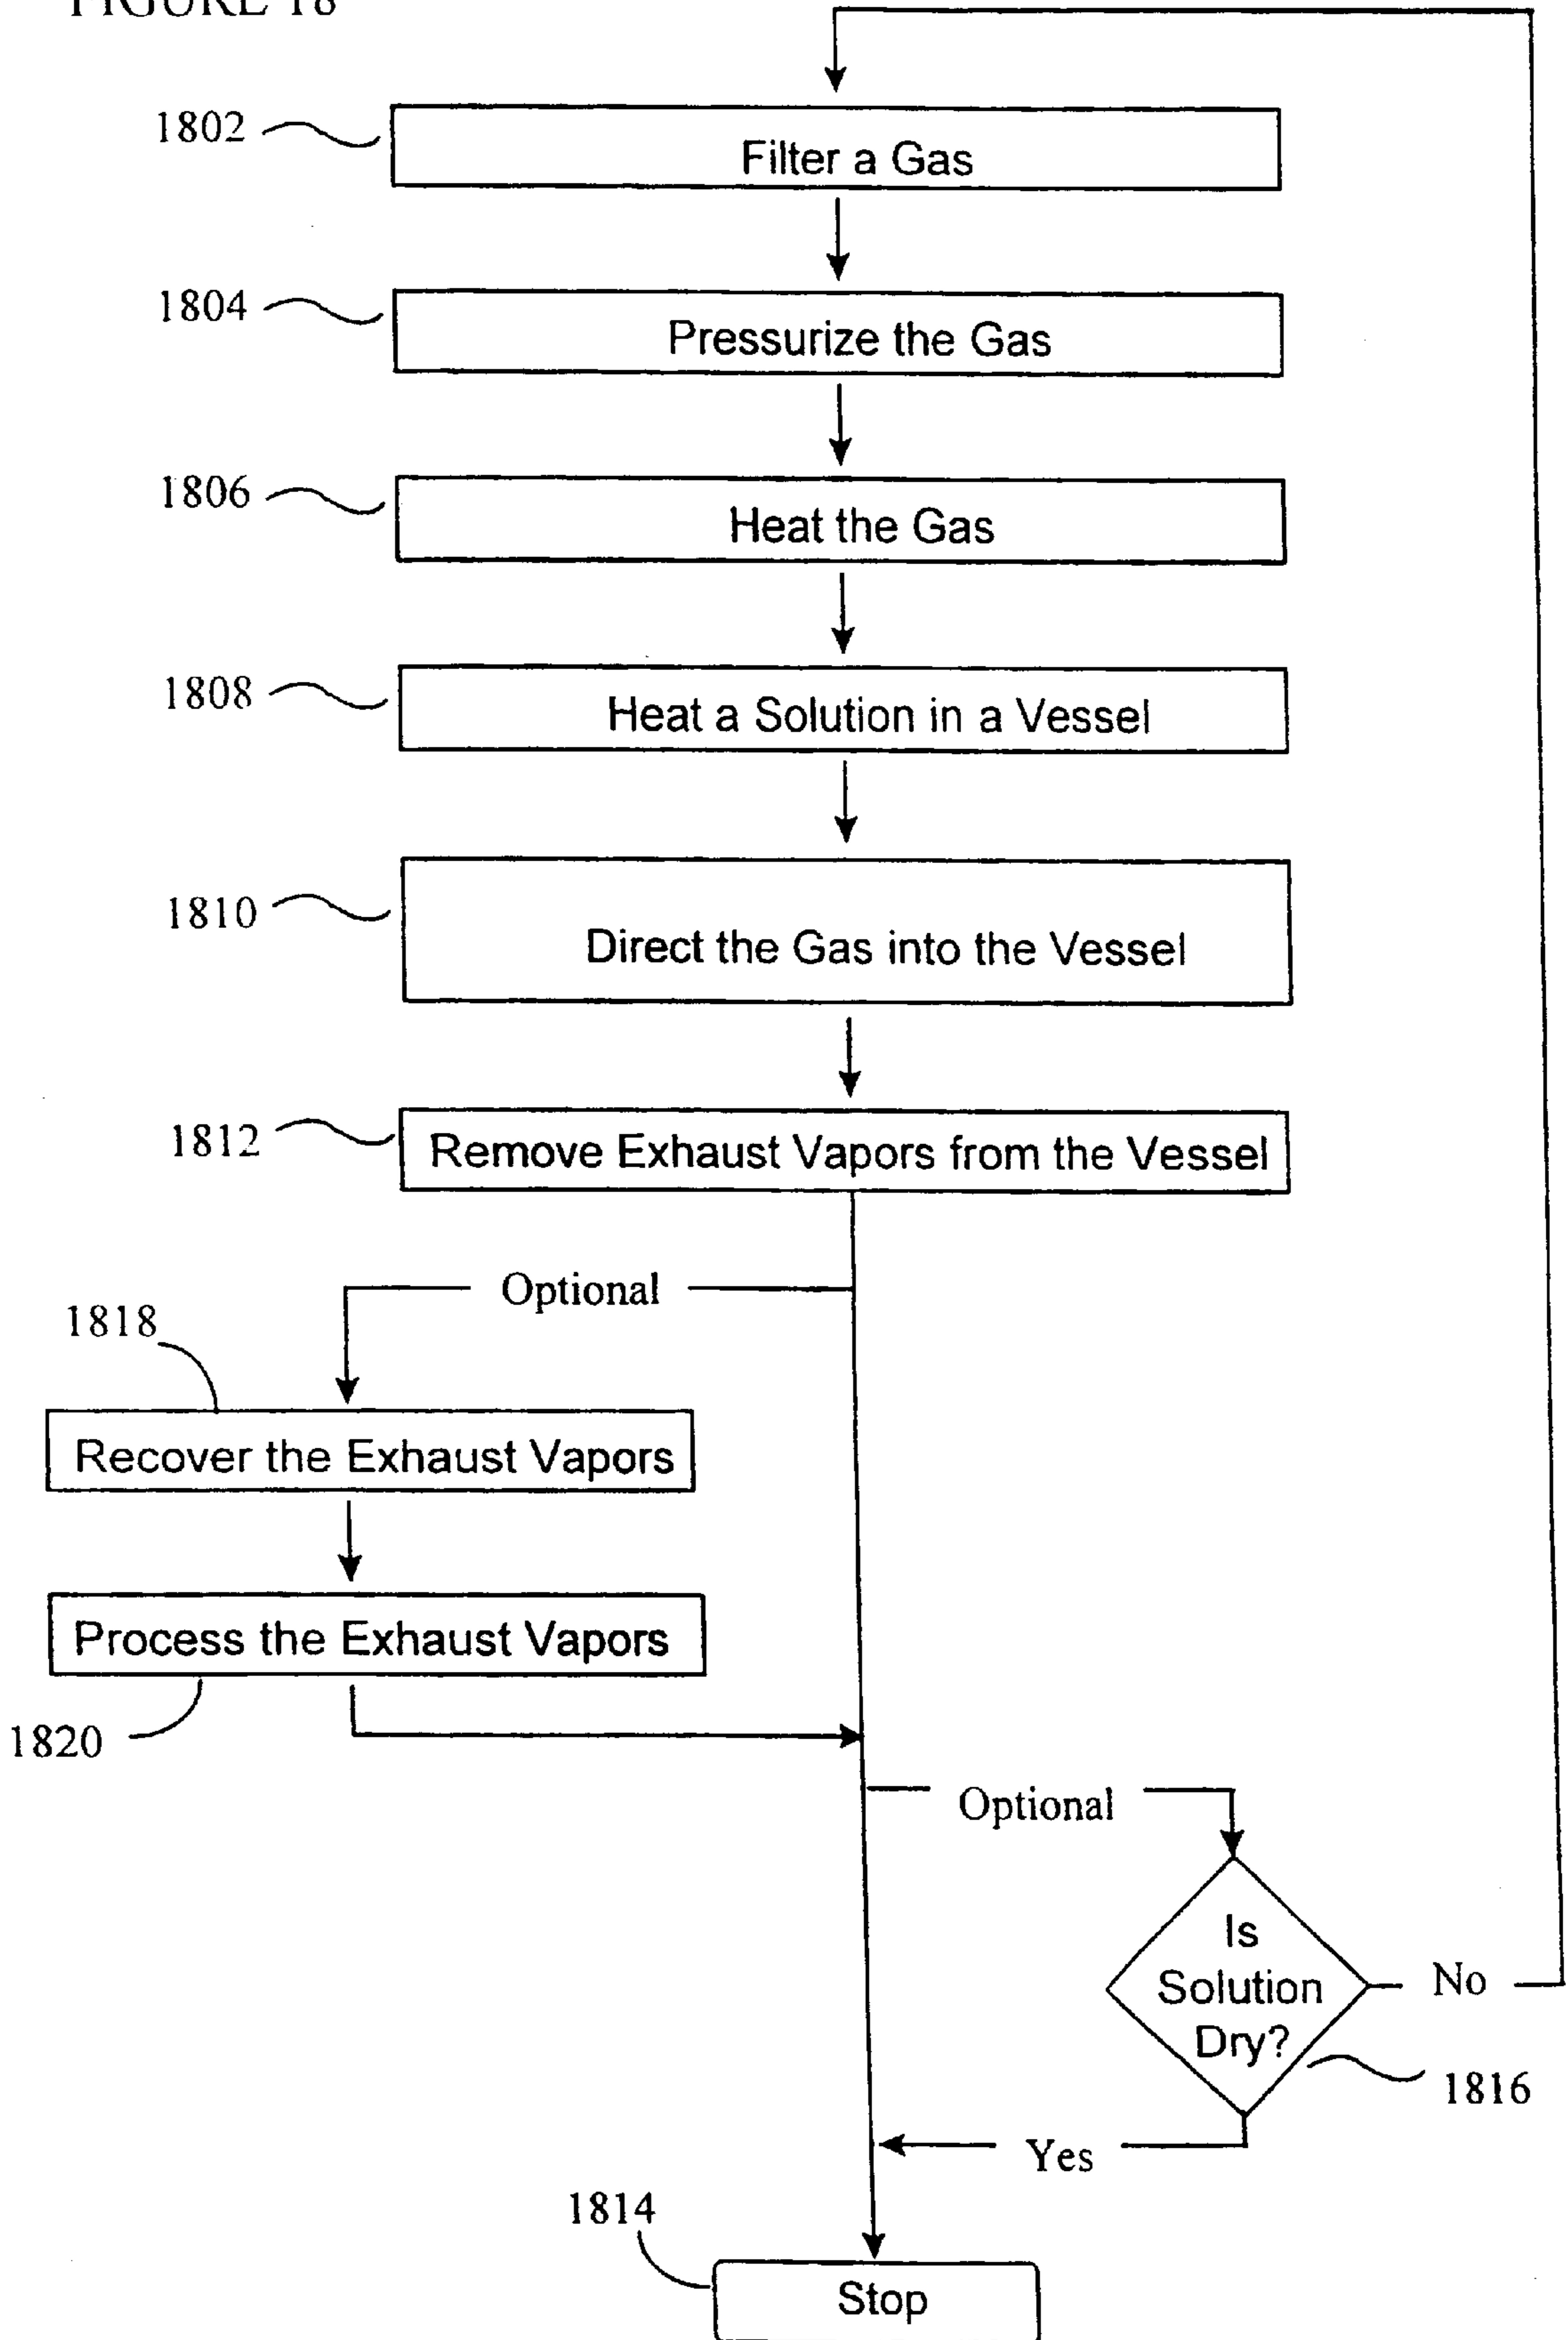 FIGURE 18
1802
Filter a Gas
1804
Pressurize the Gas
1806
Heat the Gas
1808
Heat a Solution in a Vessel
1810
Direct the Gas into the Vessel
1812
Remove Exhaust Vapors from the Vessel
Optional
1818
Recover the Exhaust Vapors
Process the Exhaust Vapors
1820
Optional
Is
Solution
Dry?
No
1816
Yes
1814
Stop